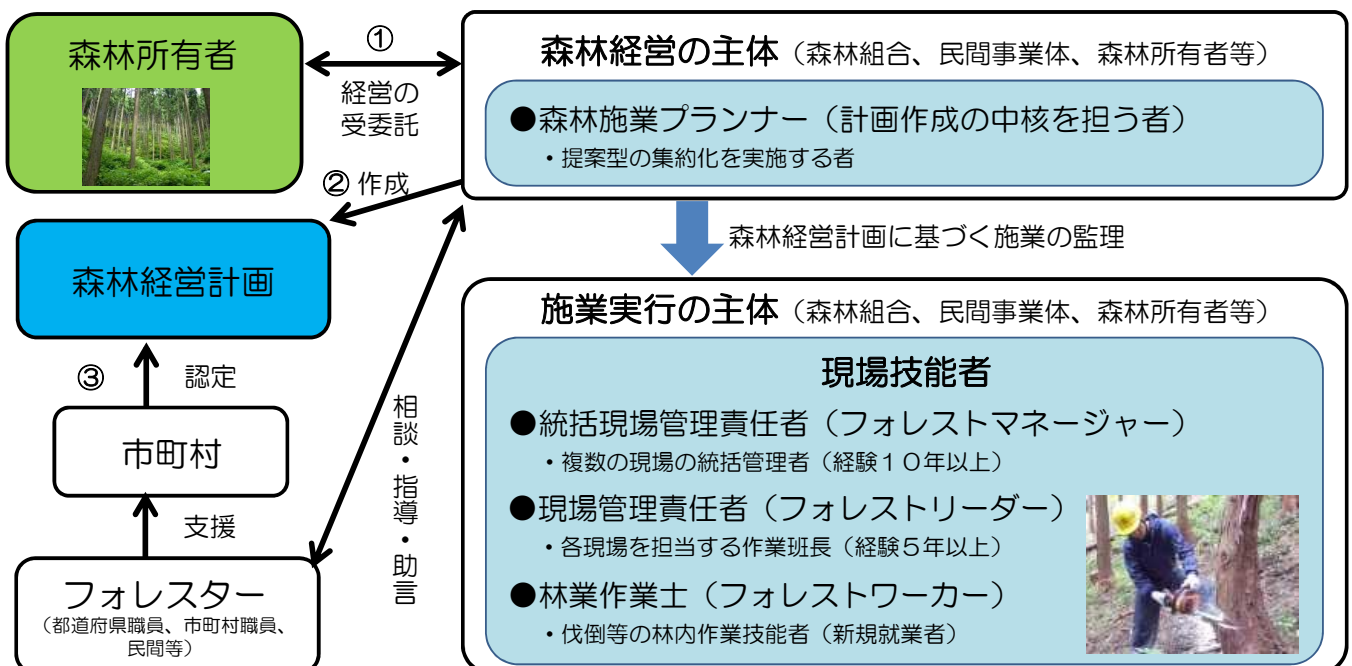 森林所有者
①
経営の
受委託
森林経営の主体（森林組合、民間事業体、森林所有者等）
●森林施業プランナー（計画作成の中核を担う者）
・提案型の集約化を実施する者
② 作成
森林経営計画
森林経営計画に基づく施業の監理
③
認定
市町村
支援
フォレスター
（都道府県職員、市町村職員、
民間等）
相談・指導・助言
施業実行の主体（森林組合、民間事業体、森林所有者等）
現場技能者
●統括現場管理責任者（フォレストマネージャー）
・複数の現場の統括管理者（経験１０年以上）
●現場管理責任者（フォレストリーダー）
・各現場を担当する作業班長（経験５年以上）
●林業作業士（フォレストワーカー）
・伐倒等の林内作業技能者（新規就業者）